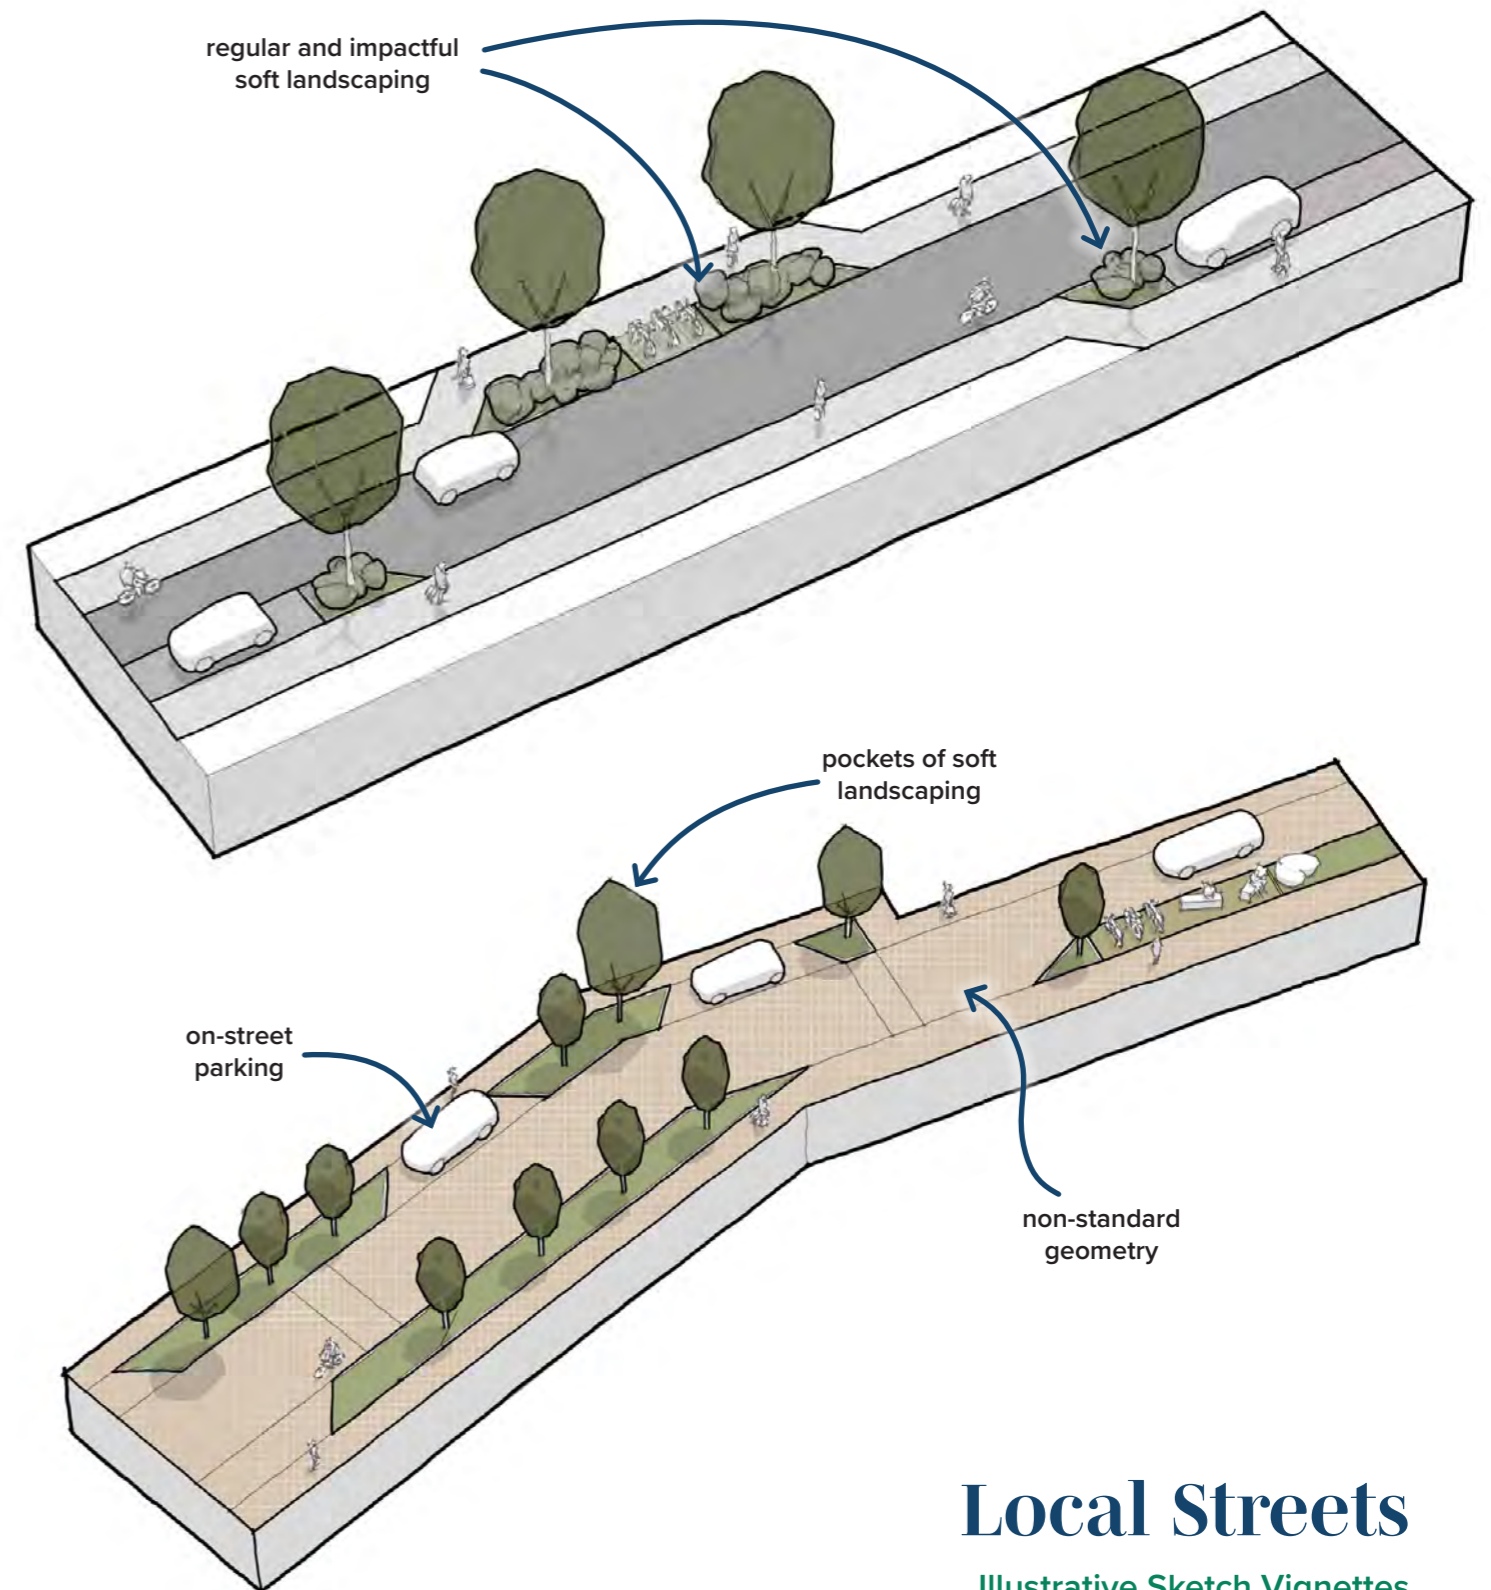 regular and impactful
soft landscaping
pockets of soft
landscaping
on-street
parking
non-standard
geometry
Local Streets
Illustrative Sketch Vignettes